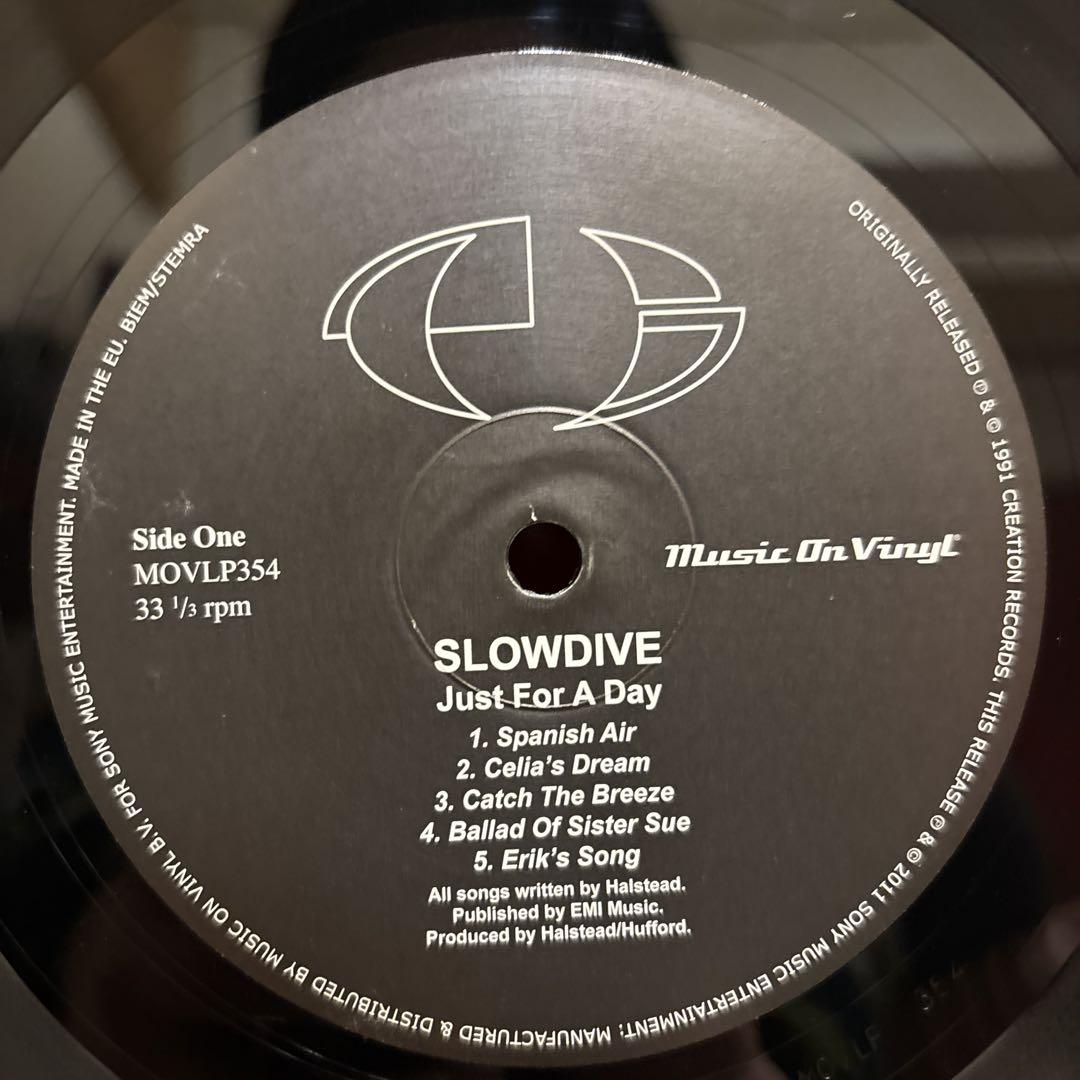 ORIGINALLY RELEASED ℗ & © 1991 CREATION RECORDS. THIS RELEASE ℗ & © 2011 SONY MUSIC ENTERTAINMENT: MANUFACTURED & DISTRIBUTED BY MUSIC ON VINYL B.V. FOR SONY MUSIC ENTERTAINMENT. MADE IN THE EU. BIEM/STEMRA
Side One
MOVLP354
33 1/3 rpm
Music On Vinyl®
SLOWDIVE
Just For A Day
1. Spanish Air
2. Celia's Dream
3. Catch The Breeze
4. Ballad Of Sister Sue
5. Erik's Song
All songs written by Halstead.
Published by EMI Music.
Produced by Halstead/Hufford.